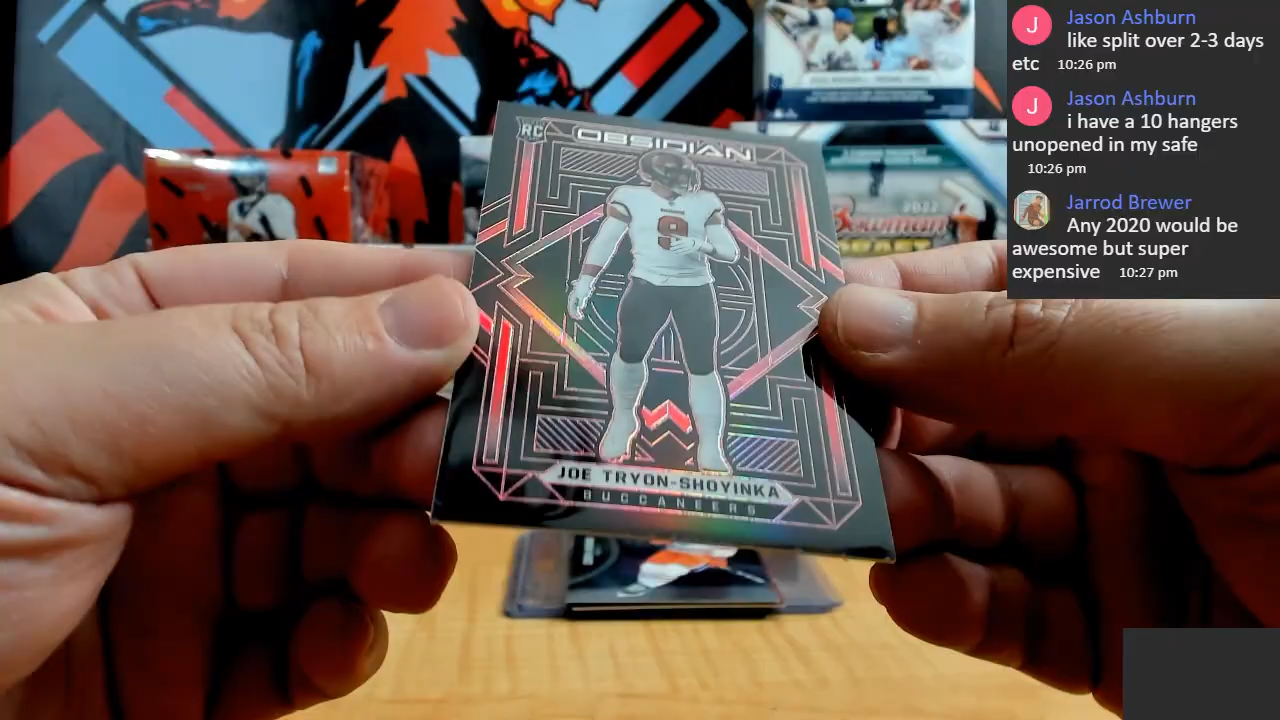 RC
OBSIDIAN
9
JOE TRYON-SHOYINKA
BUCCANEERS
2022
J
Jason Ashburn
like split over 2-3 days
etc 10:26 pm
J
Jason Ashburn
i have a 10 hangers
unopened in my safe
10:26 pm
Jarrod Brewer
Any 2020 would be
awesome but super
expensive 10:27 pm